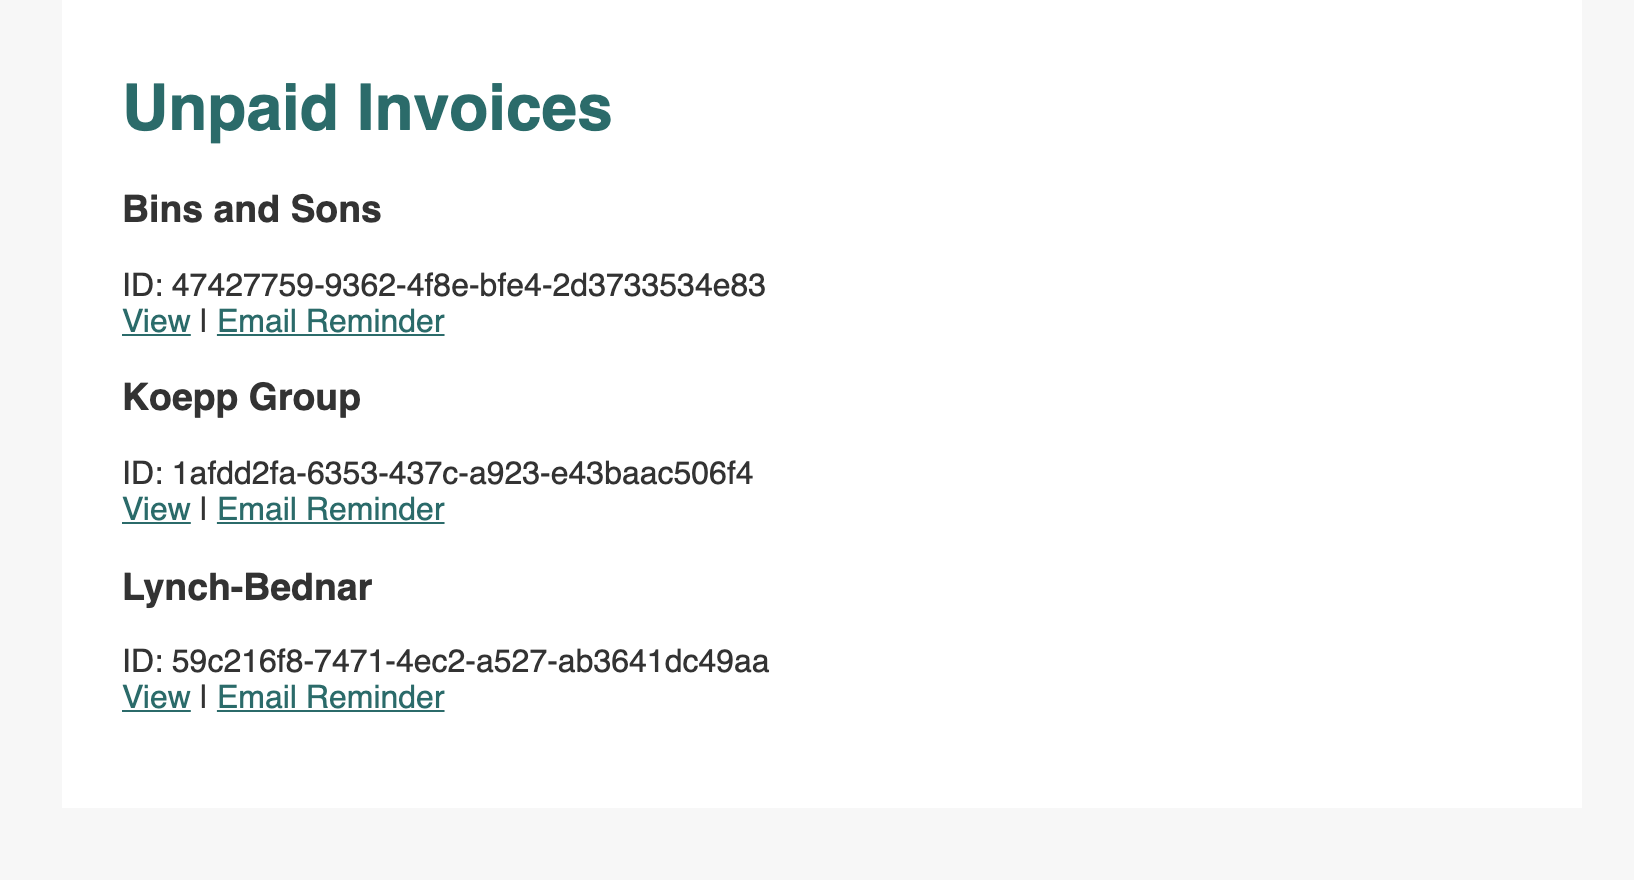 Unpaid Invoices
Bins and Sons
ID: 47427759-9362-4f8e-bfe4-2d3733534e83
View | Email Reminder
Koepp Group
ID: 1afdd2fa-6353-437c-a923-e43baac506f4
View | Email Reminder
Lynch-Bednar
ID: 59c216f8-7471-4ec2-a527-ab3641dc49aa
View | Email Reminder